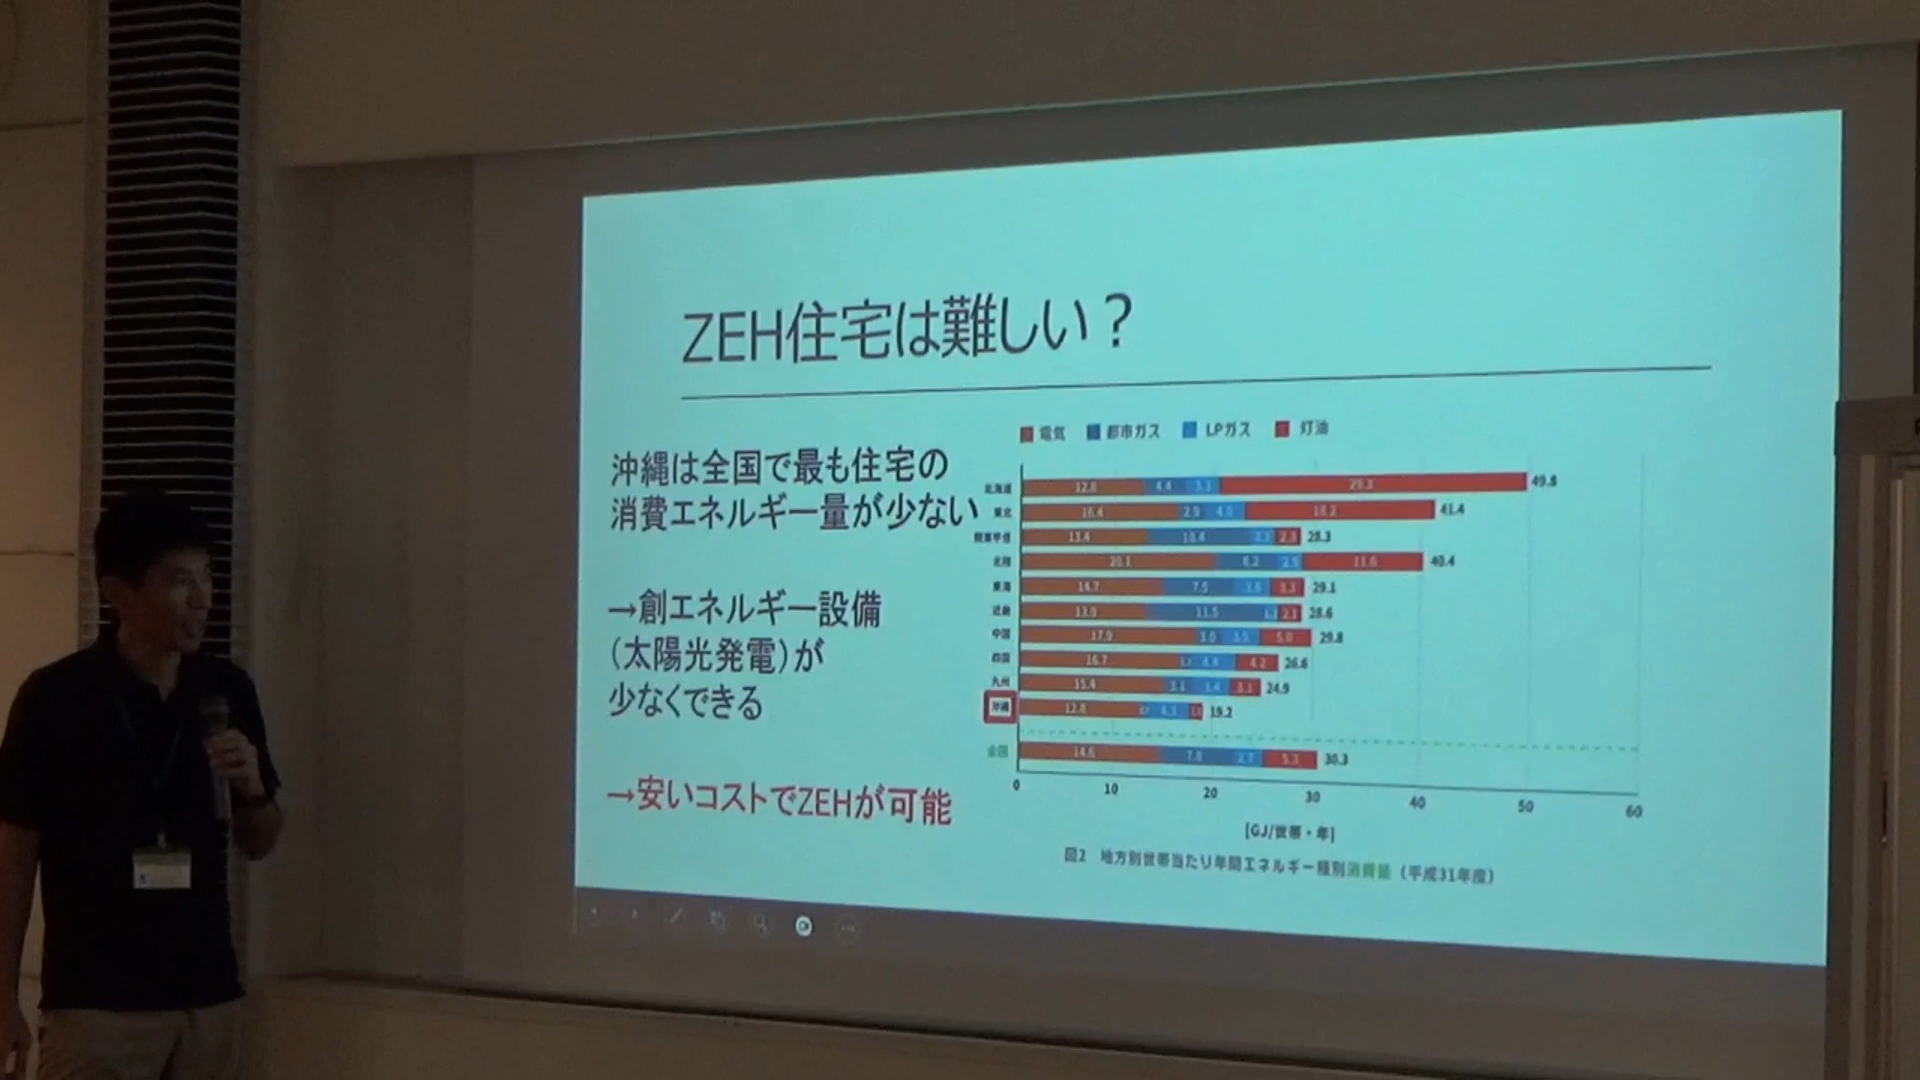 ZEH住宅は難しい？
沖縄は全国で最も住宅の
消費エネルギー量が少ない
→創エネルギー設備
（太陽光発電）が
少なくできる
→安いコストでZEHが可能
電気 都市ガス LPガス 灯油
北海道 12.8 4.4 3.3 29.3 49.8
東北 16.4 2.9 4.0 18.2 41.4
関東甲信 13.4 10.4 2.3 28.3
北陸 20.1 6.2 2.5 11.6 40.4
東海 14.7 7.5 3.6 3.3 29.1
近畿 13.9 11.5 2.1 28.6
中国 17.9 3.0 3.9 5.0 29.8
四国 16.7 4.4 4.2 26.6
九州 15.4 3.1 3.4 3.1 24.9
沖縄 12.8 4.3 19.2
全国 14.6 7.8 2.7 5.3 30.3
0 10 20 30 40 50 60
[GJ/世帯・年]
図2 地方別世帯当たり年間エネルギー種別消費量（平成31年度）